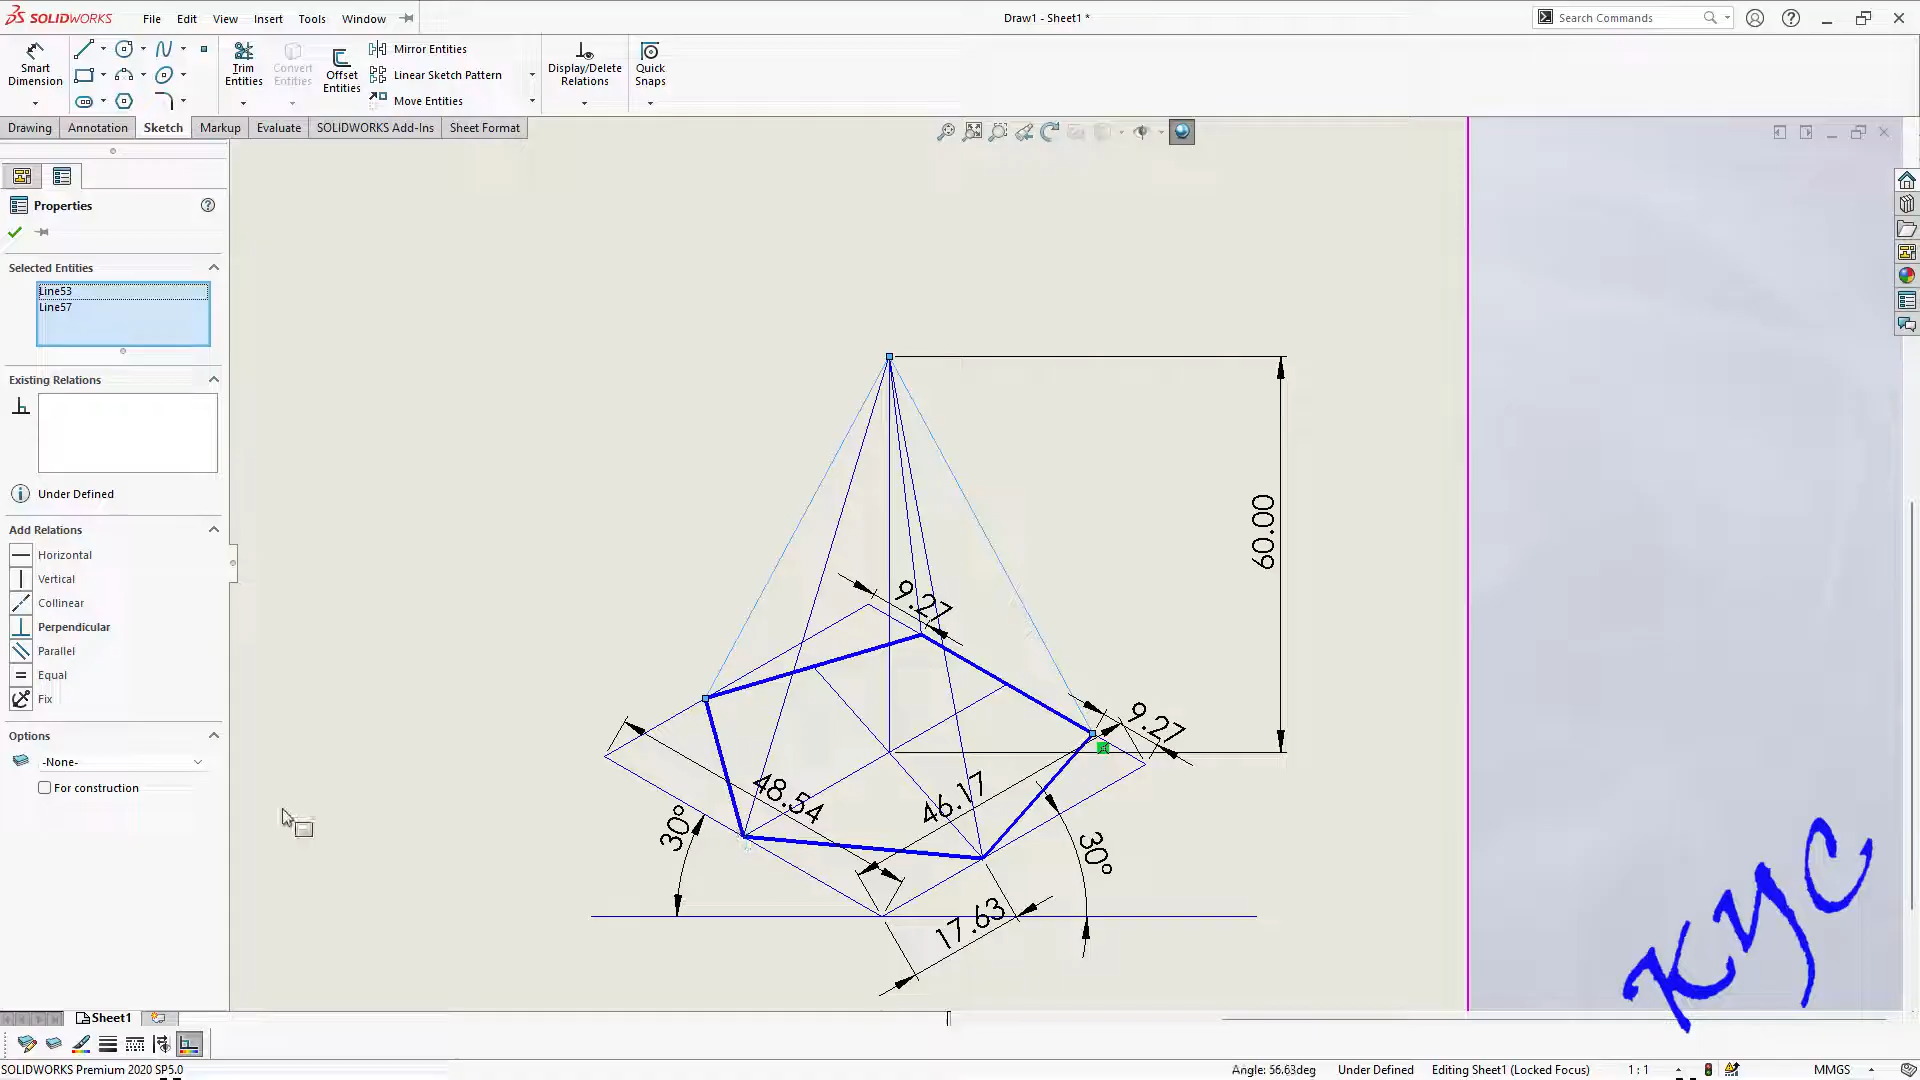 SOLIDWORKS File Edit View Insert Tools Window
Draw1 - Sheet1 *
Search Commands
Smart Dimension
Trim Entities
Convert Entities
Offset Entities
Mirror Entities
Linear Sketch Pattern
Move Entities
Display/Delete Relations
Quick Snaps
Drawing Annotation Sketch Markup Evaluate SOLIDWORKS Add-Ins Sheet Format
Properties
Selected Entities
Line53
Line57
Existing Relations
Under Defined
Add Relations
Horizontal
Vertical
Collinear
Perpendicular
Parallel
Equal
Fix
Options
-None-
For construction
60.00
9.27
9.27
48.54
46.17
30°
30°
17.63
KYC
Sheet1
SOLIDWORKS Premium 2020 SP5.0
Angle: 56.63deg Under Defined Editing Sheet1 (Locked Focus) 1 : 1 MMGS